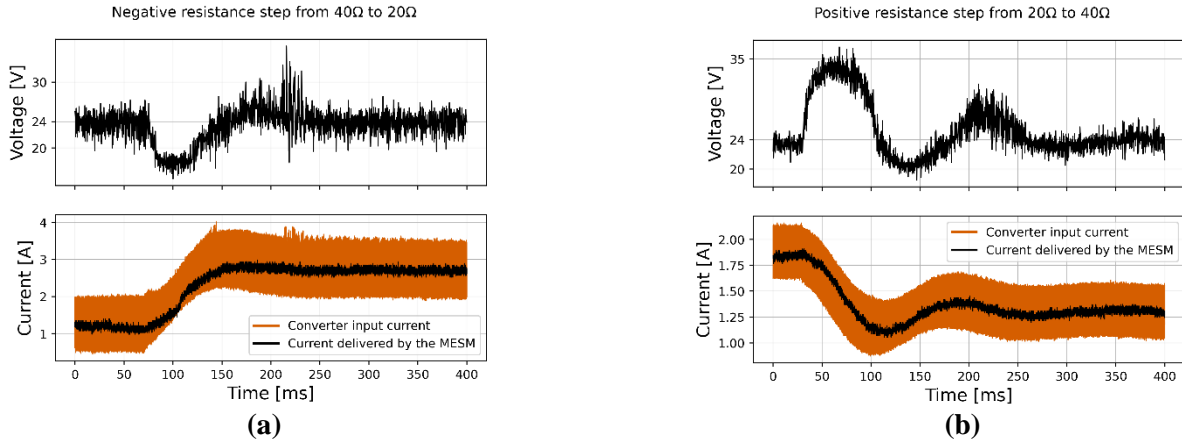 Negative resistance step from 40Ω to 20Ω
Voltage [V]
30
24
20
Current [A]
4
3
2
1
Converter input current
Current delivered by the MESM
0 50 100 150 200 250 300 350 400
Time [ms]
(a)
Positive resistance step from 20Ω to 40Ω
Voltage [V]
35
24
20
Current [A]
2.00
1.75
1.50
1.25
1.00
Converter input current
Current delivered by the MESM
0 50 100 150 200 250 300 350 400
Time [ms]
(b)